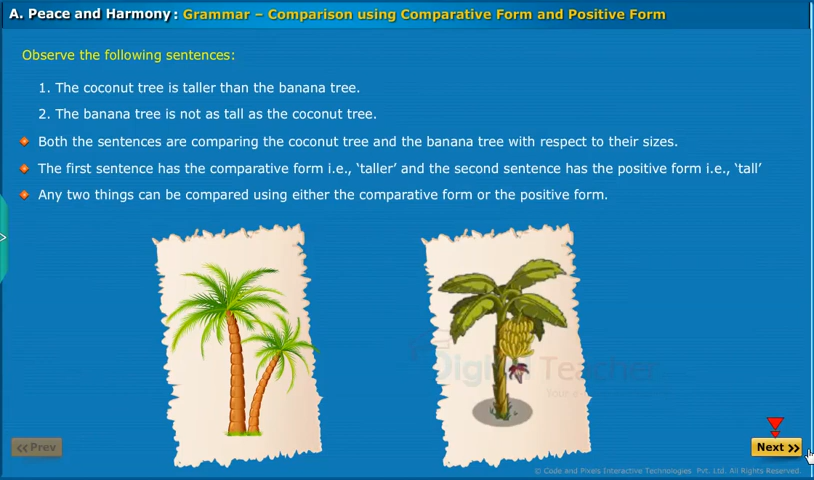 A. Peace and Harmony : Grammar – Comparison using Comparative Form and Positive Form
Observe the following sentences:
1. The coconut tree is taller than the banana tree.
2. The banana tree is not as tall as the coconut tree.
Both the sentences are comparing the coconut tree and the banana tree with respect to their sizes.
The first sentence has the comparative form i.e., ‘taller’ and the second sentence has the positive form i.e., ‘tall’
Any two things can be compared using either the comparative form or the positive form.
Digital Teacher
Prev
Next
© Code and Pixels Interactive Technologies Pvt. Ltd. All Rights Reserved.